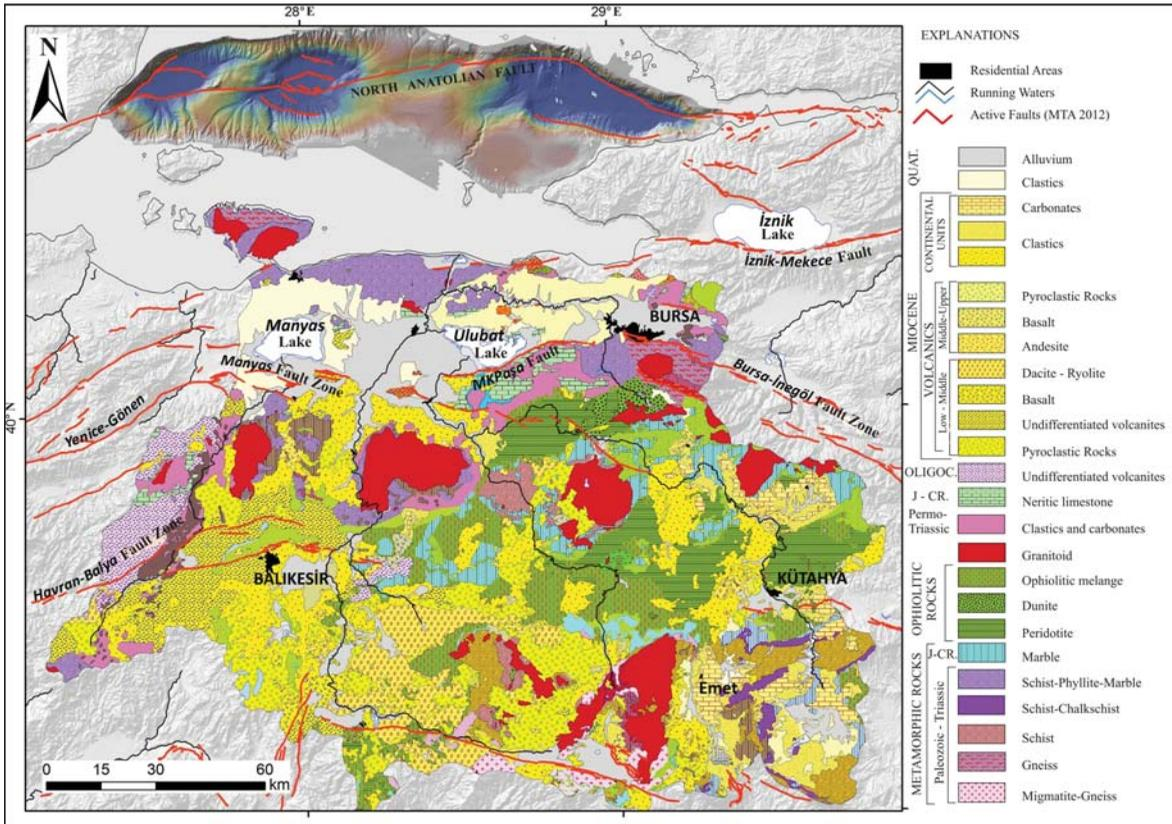 28°E
29°E
N
NORTH ANATOLIAN FAULT
İznik
Lake
İznik-Mekece Fault
BURSA
Manyas
Lake
Ulubat
Lake
MKPaşa Fault
Manyas Fault Zone
Bursa-İnegöl Fault Zone
Yenice-Gönen
40° N
Havran-Balya Fault Zone
BALIKESİR
KÜTAHYA
Emet
0 15 30 60
km
28°E
29°E
EXPLANATIONS
Residential Areas
Running Waters
Active Faults (MTA 2012)
QUAT.
Alluvium
Clastics
MIOCENE
CONTINENTAL
UNITS
Carbonates
Clastics
VOLCANICS
Middle-Upper
Pyroclastic Rocks
Basalt
Andesite
Low - Middle
Dacite - Ryolite
Basalt
Undifferentiated volcanites
Pyroclastic Rocks
OLIGOC.
Undifferentiated volcanites
J - CR.
Neritic limestone
Permo-
Triassic
Clastics and carbonates
Granitoid
OPHIOLITIC
ROCKS
Ophiolitic melange
Dunite
Peridotite
METAMORPHIC ROCKS
J-CR.
Marble
Paleozoic - Triassic
Schist-Phyllite-Marble
Schist-Chalkschist
Schist
Gneiss
Migmatite-Gneiss